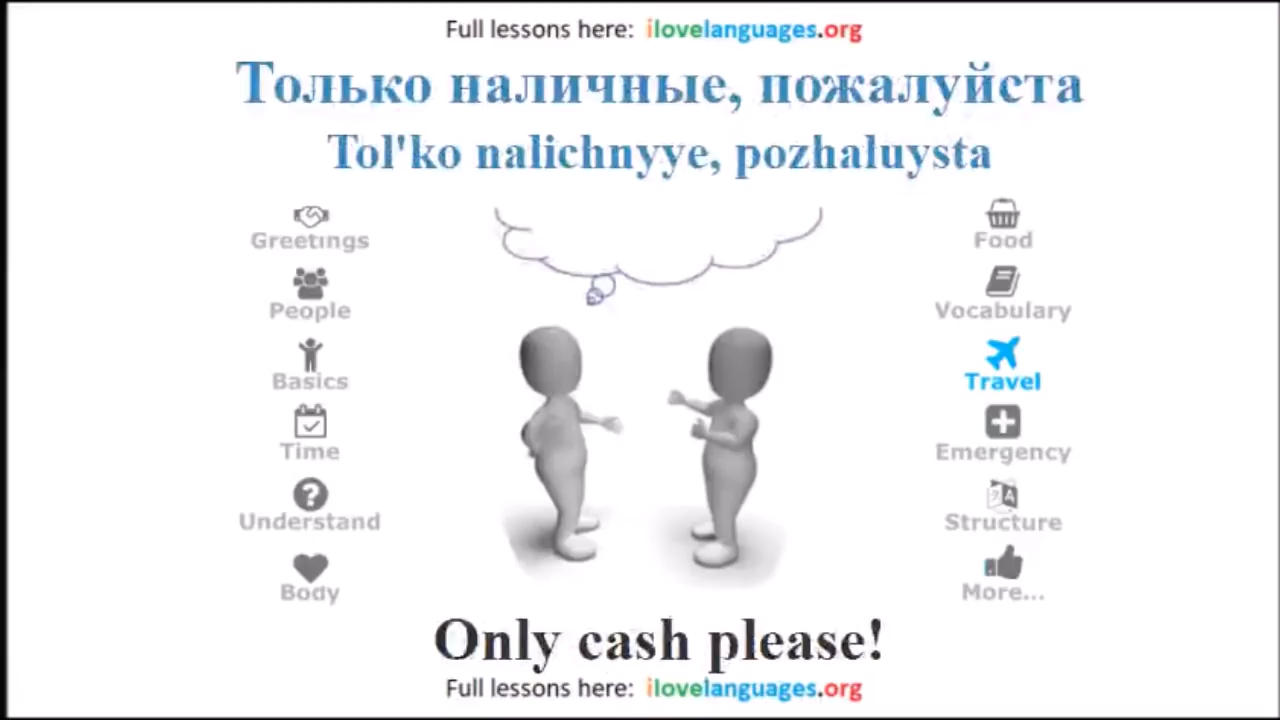 Full lessons here: ilovelanguages.org
Только наличные, пожалуйста
Tol'ko nalichnyye, pozhaluysta
Greetings
Food
People
Vocabulary
Basics
Travel
Time
Emergency
Understand
Structure
Body
More...
Only cash please!
Full lessons here: ilovelanguages.org